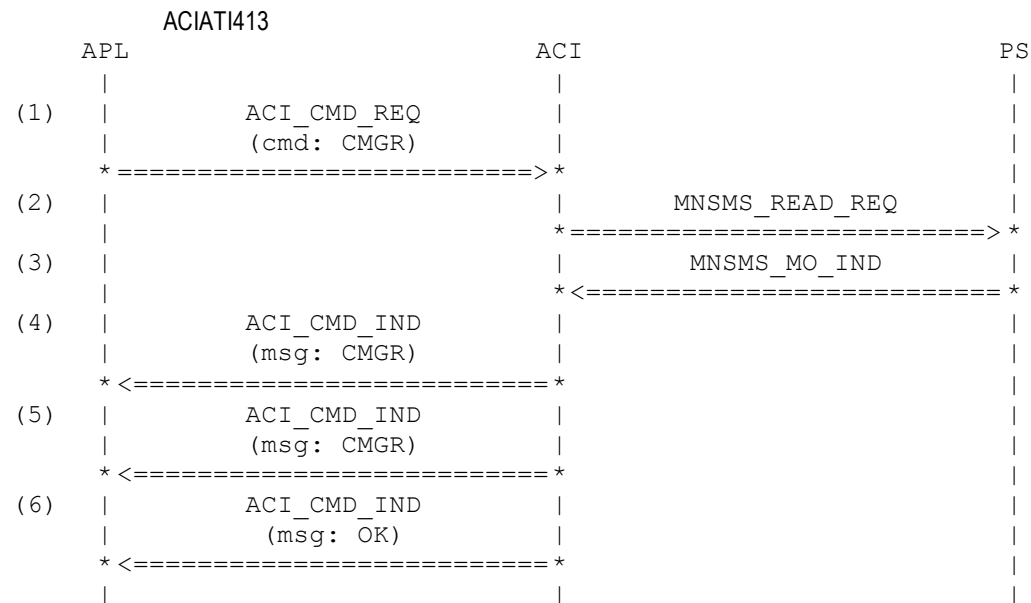 ACIATI413
APL ACI PS
| | |
(1) | ACI_CMD_REQ | |
| (cmd: CMGR) | |
* ==========================> * |
(2) | | MNSMS_READ_REQ |
| * ==========================> *
(3) | | MNSMS_MO_IND |
| * <========================== *
(4) | ACI_CMD_IND | |
| (msg: CMGR) | |
* <========================== * |
(5) | ACI_CMD_IND | |
| (msg: CMGR) | |
* <========================== * |
(6) | ACI_CMD_IND | |
| (msg: OK) | |
* <========================== * |
| | |